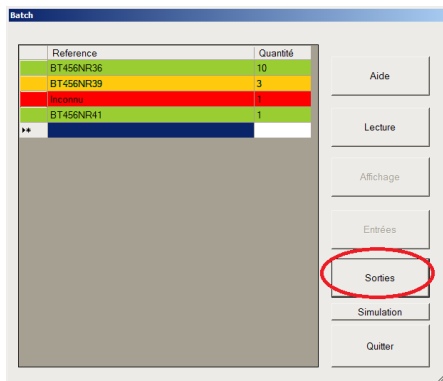 Batch
Reference Quantité
BT456NR36 10
BT456NR39 3
Inconnu 1
BT456NR41 1
Aide
Lecture
Affichage
Entrées
Sorties
Simulation
Quitter